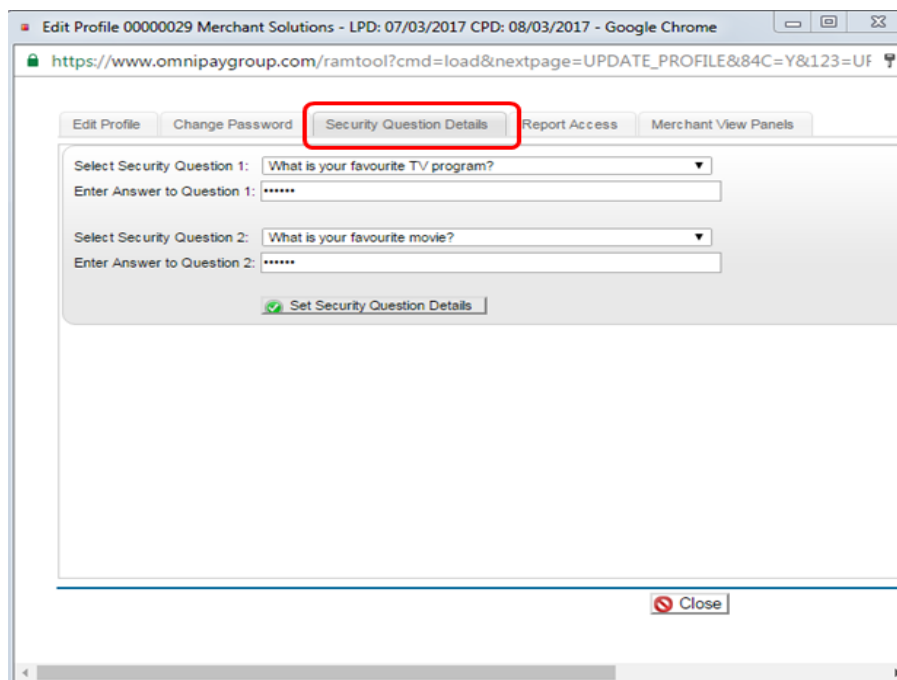 Edit Profile 00000029 Merchant Solutions - LPD: 07/03/2017 CPD: 08/03/2017 - Google Chrome
https://www.omnipaygroup.com/ramtool?cmd=load&nextpage=UPDATE_PROFILE&84C=Y&123=UF
Edit Profile Change Password Security Question Details Report Access Merchant View Panels
Select Security Question 1: What is your favourite TV program?
Enter Answer to Question 1: ••••••
Select Security Question 2: What is your favourite movie?
Enter Answer to Question 2: ••••••
Set Security Question Details
Close